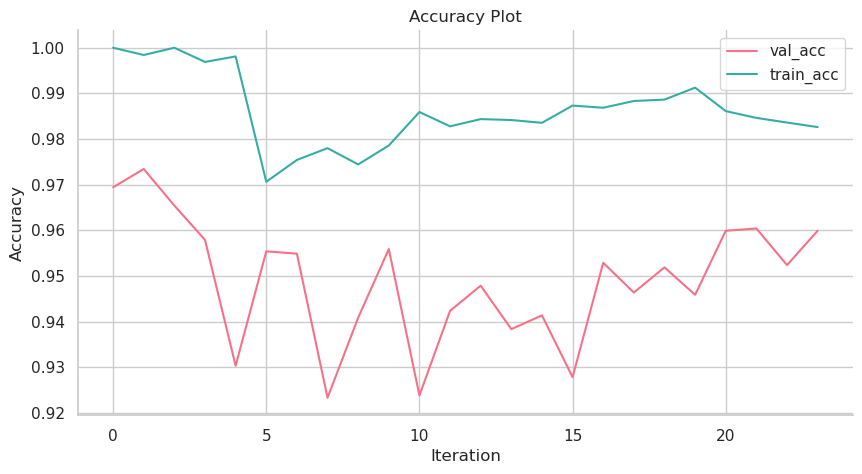 Accuracy Plot
val_acc
train_acc
1.00
0.99
0.98
0.97
0.96
0.95
0.94
0.93
0.92
Accuracy
0 5 10 15 20
Iteration